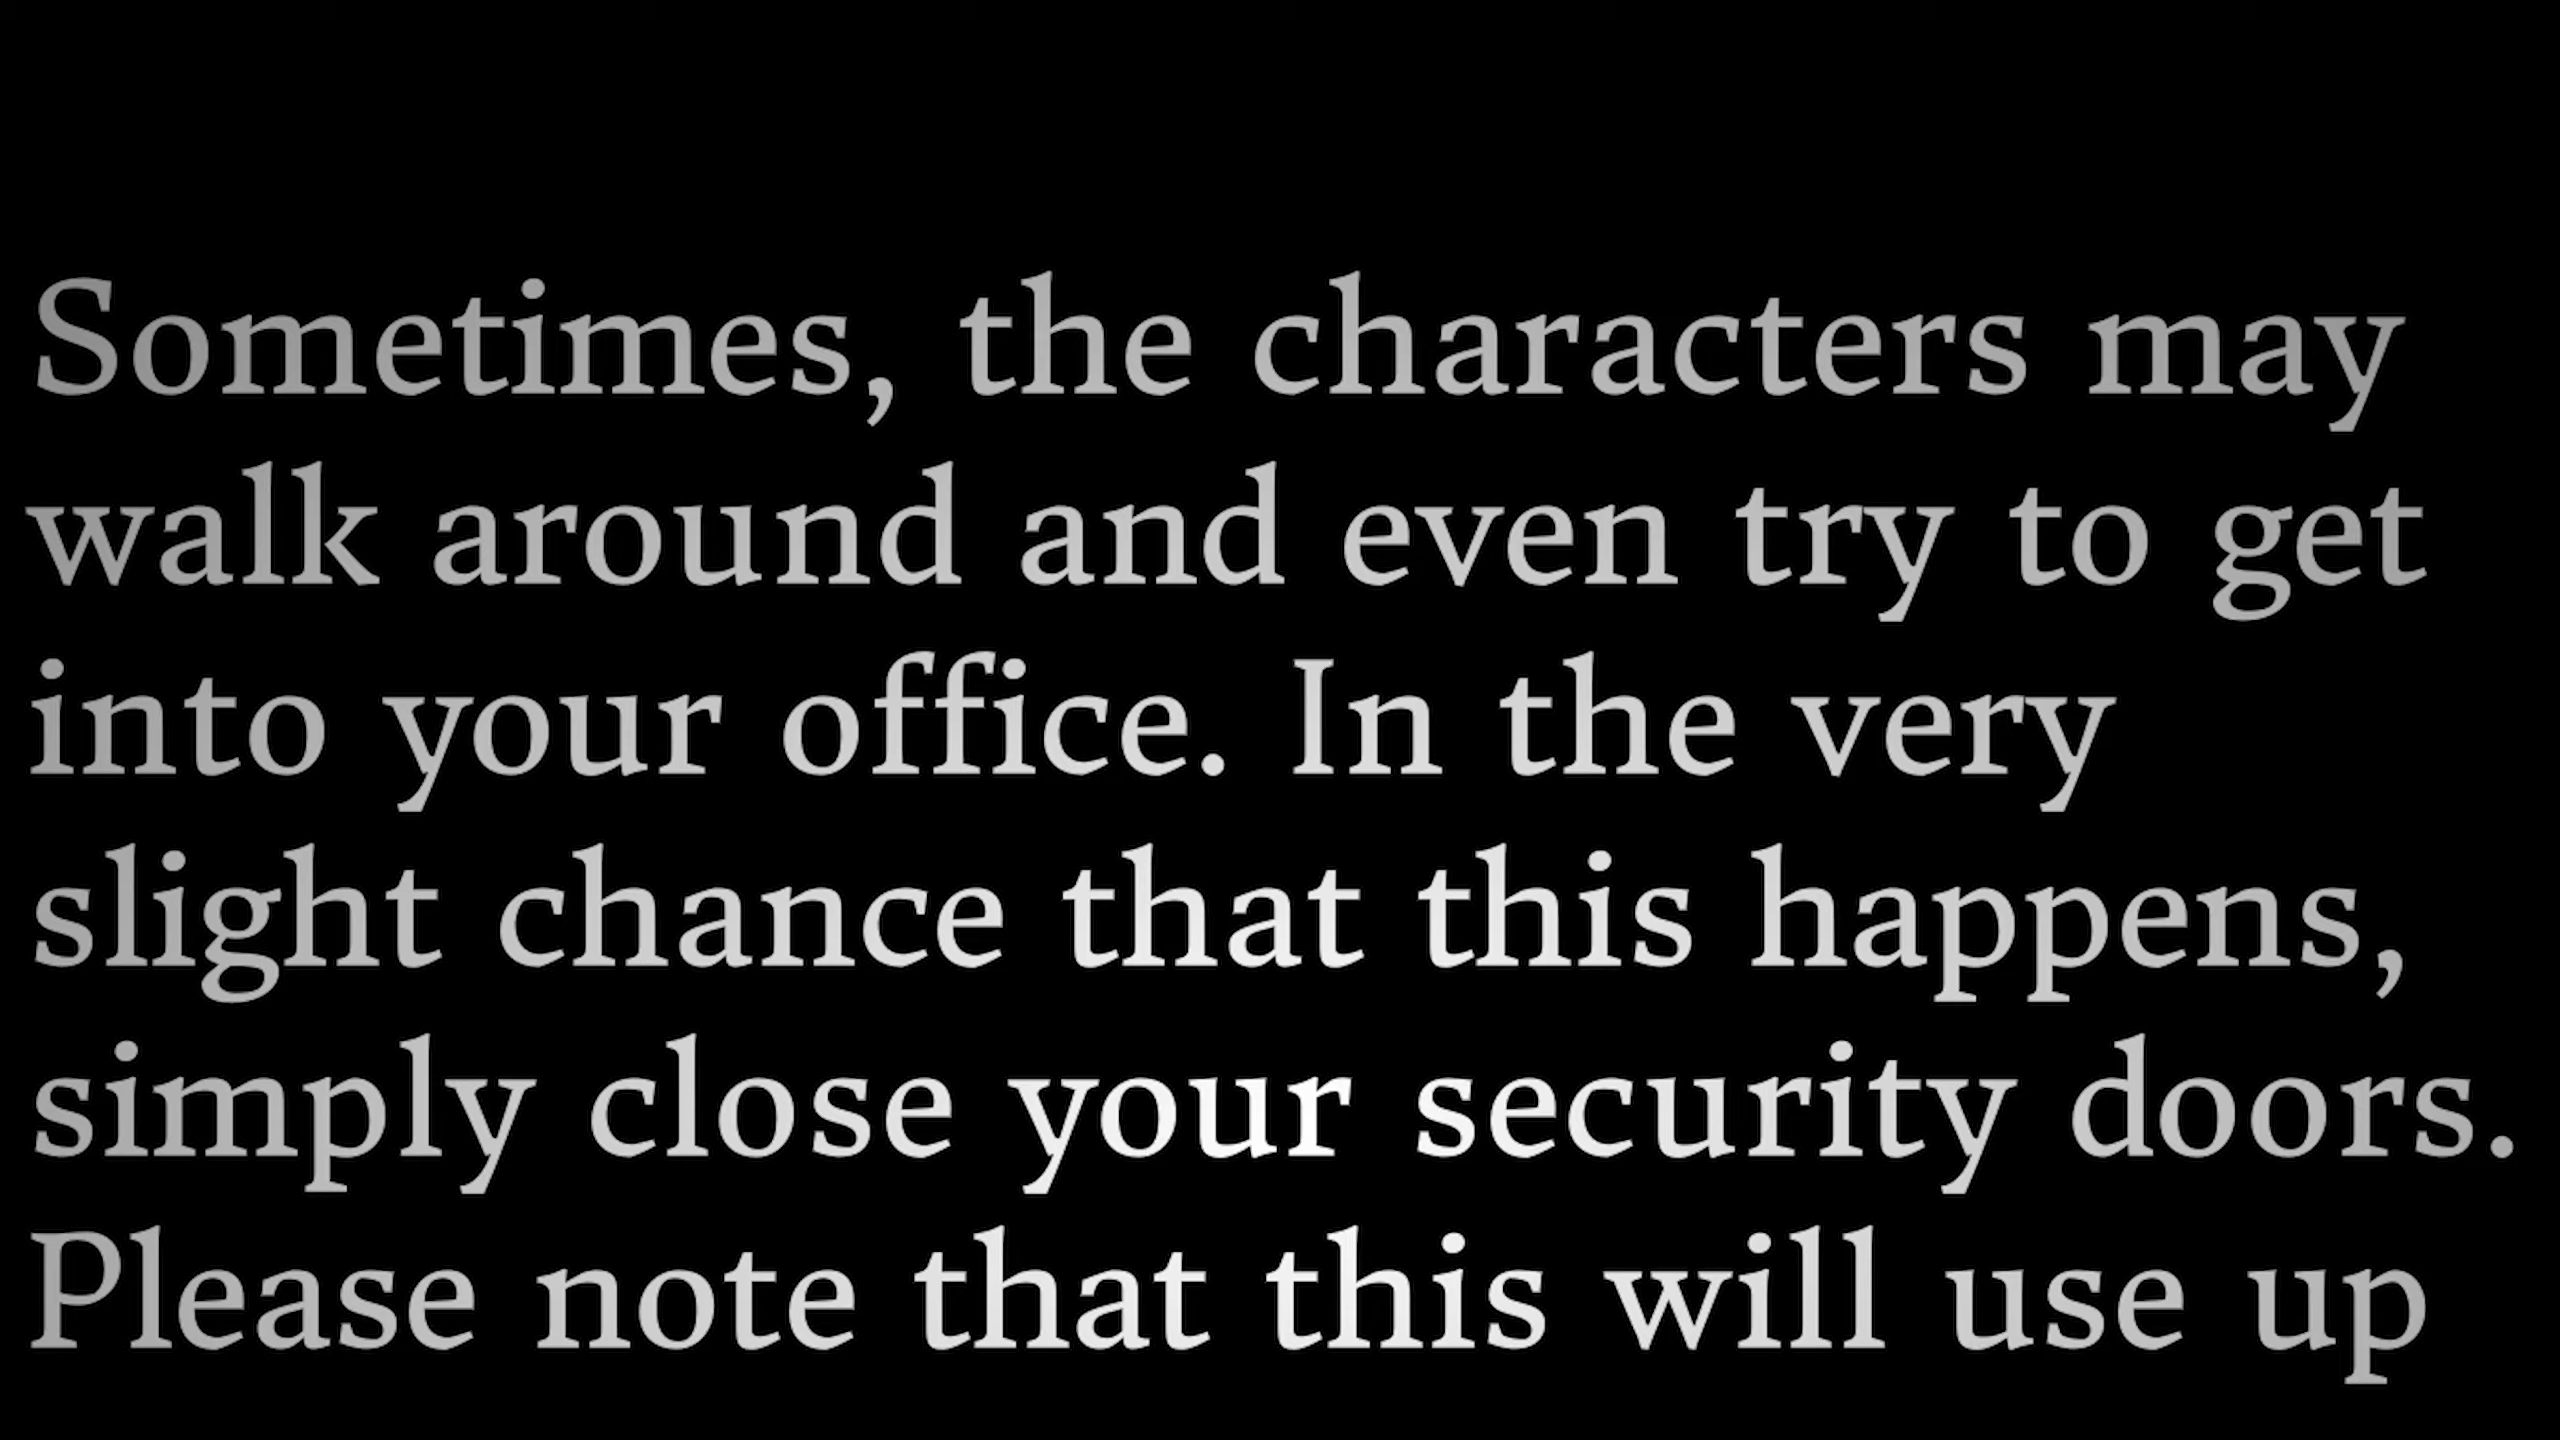 Sometimes, the characters may
walk around and even try to get
into your office. In the very
slight chance that this happens,
simply close your security doors.
Please note that this will use up